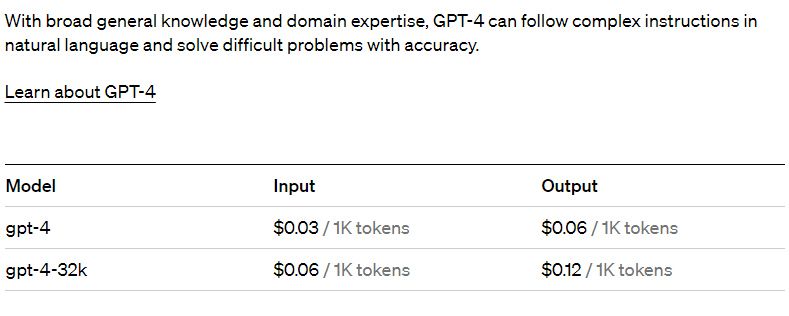 With broad general knowledge and domain expertise, GPT-4 can follow complex instructions in
natural language and solve difficult problems with accuracy.
Learn about GPT-4
Model Input Output
gpt-4 $0.03 / 1K tokens $0.06 / 1K tokens
gpt-4-32k $0.06 / 1K tokens $0.12 / 1K tokens